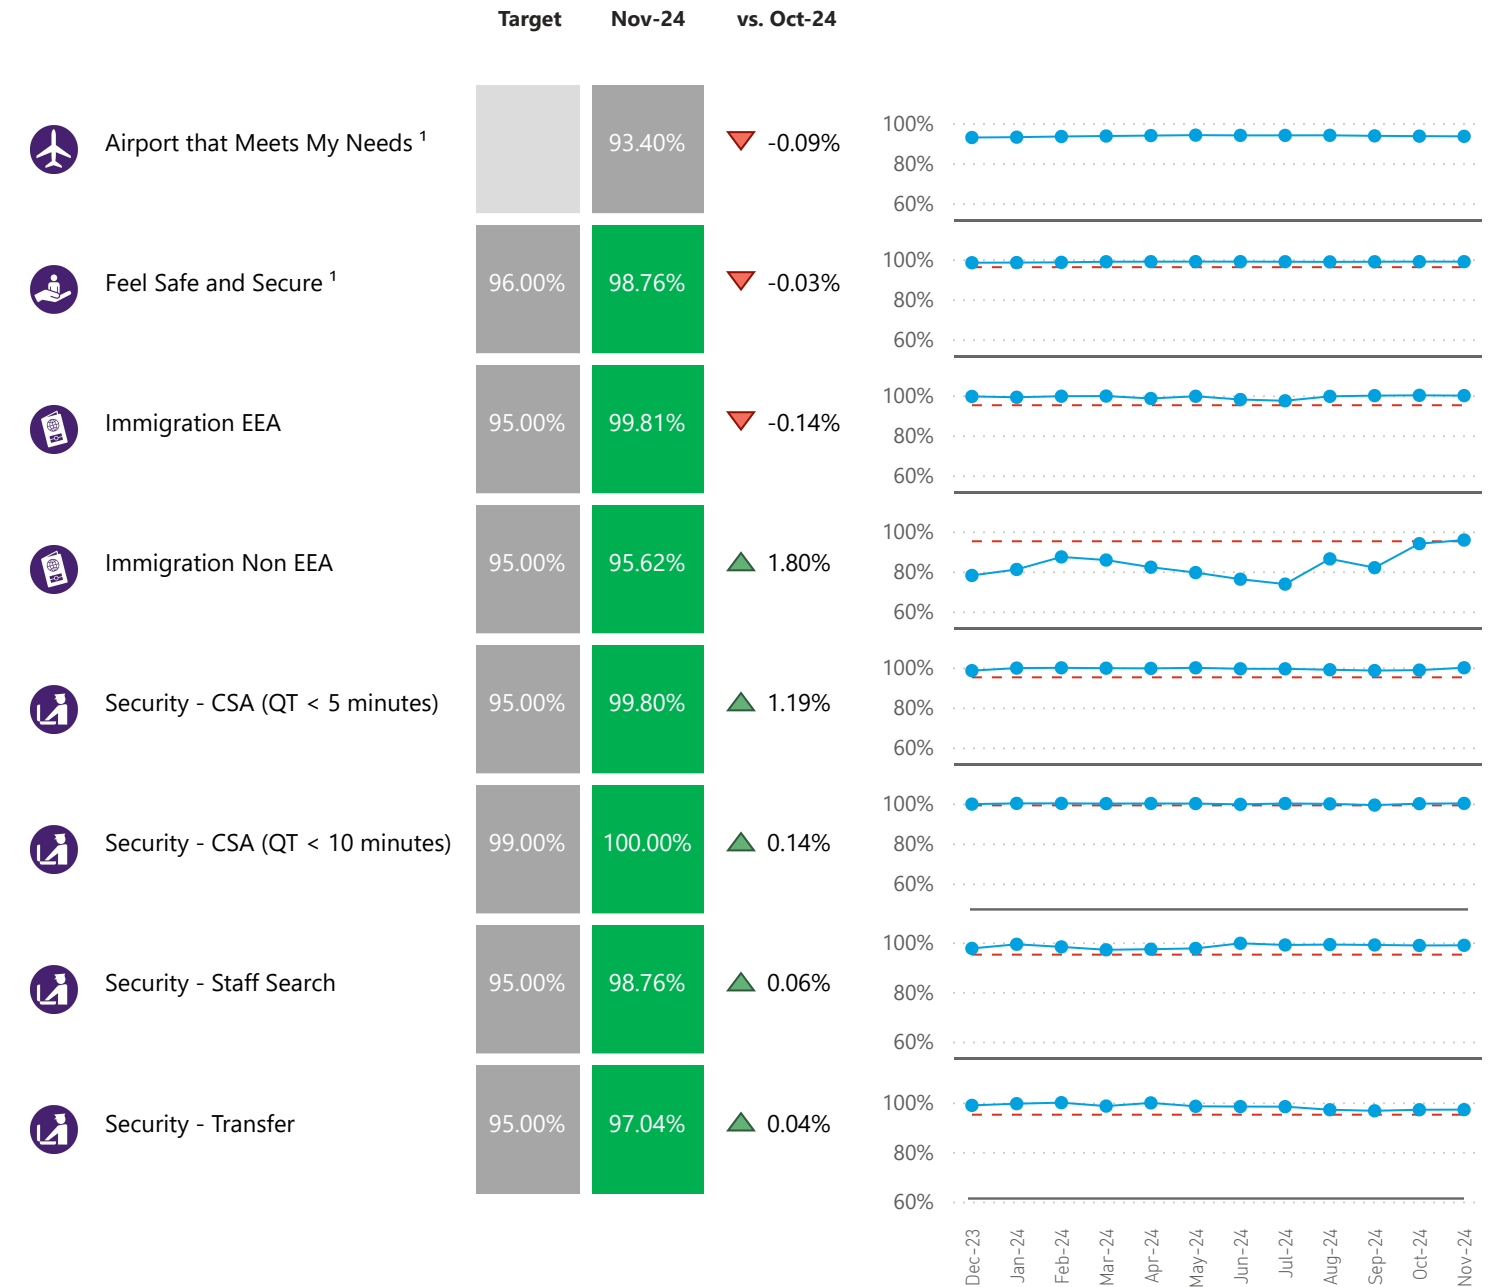 Target Nov-24 vs. Oct-24
Airport that Meets My Needs ¹ 93.40% -0.09%
100%
80%
60%
Feel Safe and Secure ¹ 96.00% 98.76% -0.03%
100%
80%
60%
Immigration EEA 95.00% 99.81% -0.14%
100%
80%
60%
Immigration Non EEA 95.00% 95.62% 1.80%
100%
80%
60%
Security - CSA (QT < 5 minutes) 95.00% 99.80% 1.19%
100%
80%
60%
Security - CSA (QT < 10 minutes) 99.00% 100.00% 0.14%
100%
80%
60%
Security - Staff Search 95.00% 98.76% 0.06%
100%
80%
60%
Security - Transfer 95.00% 97.04% 0.04%
100%
80%
60%
Dec-23 Jan-24 Feb-24 Mar-24 Apr-24 May-24 Jun-24 Jul-24 Aug-24 Sep-24 Oct-24 Nov-24